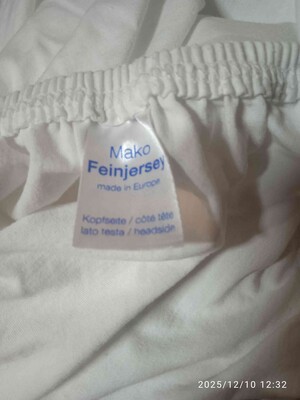 Mako
Feinjersey
made in Europe
Kopfseite / côté tête
lato testa / headside
2025/12/10 12:32